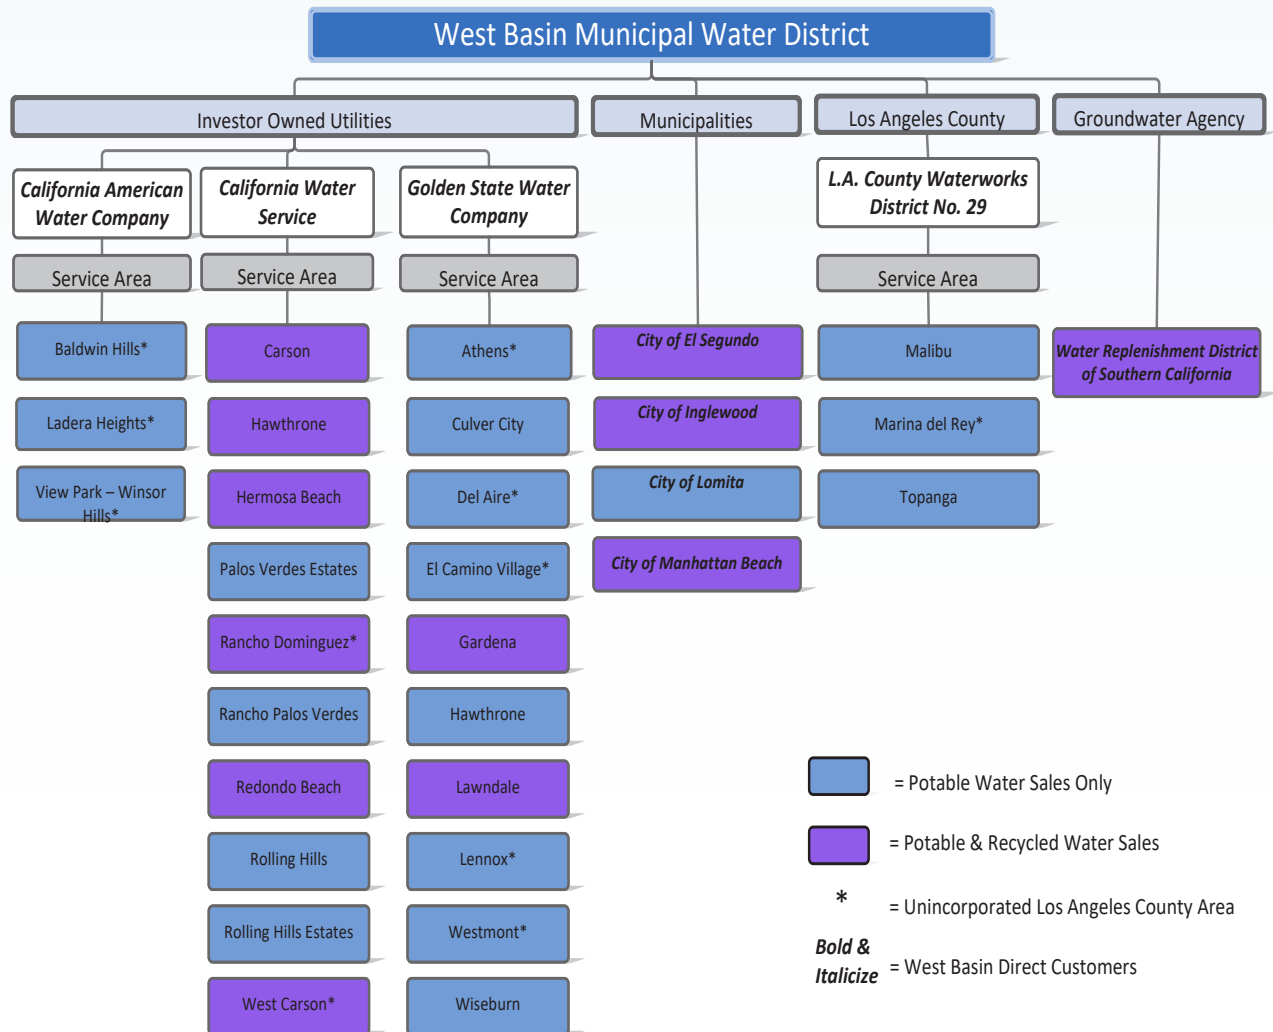 West Basin Municipal Water District
Investor Owned Utilities
Municipalities
Los Angeles County
Groundwater Agency
California American
Water Company
California Water
Service
Golden State Water
Company
L.A. County Waterworks
District No. 29
Service Area
Service Area
Service Area
Service Area
Baldwin Hills*
Ladera Heights*
View Park – Winsor
Hills*
Carson
Hawthrone
Hermosa Beach
Palos Verdes Estates
Rancho Dominguez*
Rancho Palos Verdes
Redondo Beach
Rolling Hills
Rolling Hills Estates
West Carson*
Athens*
Culver City
Del Aire*
El Camino Village*
Gardena
Hawthrone
Lawndale
Lennox*
Westmont*
Wiseburn
City of El Segundo
City of Inglewood
City of Lomita
City of Manhattan Beach
Malibu
Marina del Rey*
Topanga
Water Replenishment District
of Southern California
= Potable Water Sales Only
= Potable & Recycled Water Sales
* = Unincorporated Los Angeles County Area
Bold &
Italicize = West Basin Direct Customers